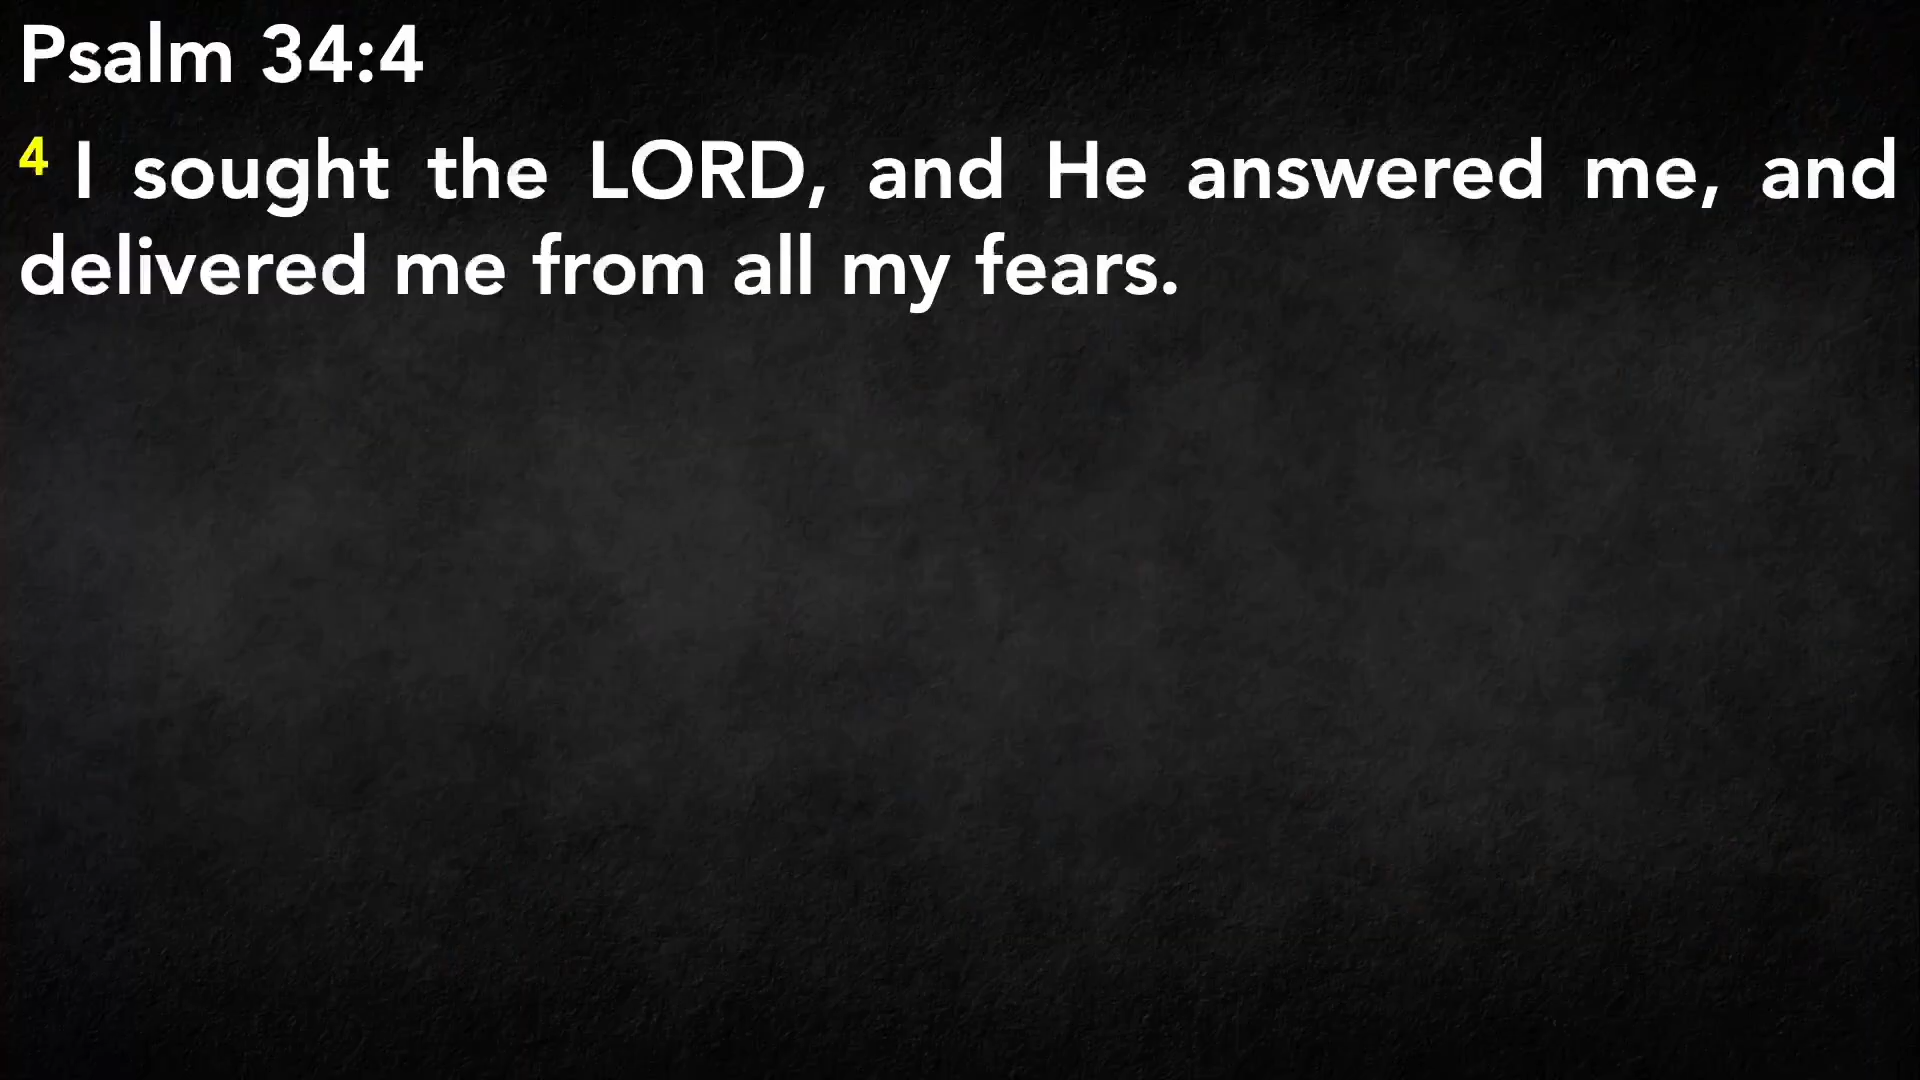 Psalm 34:4
4 I sought the LORD, and He answered me, and
delivered me from all my fears.